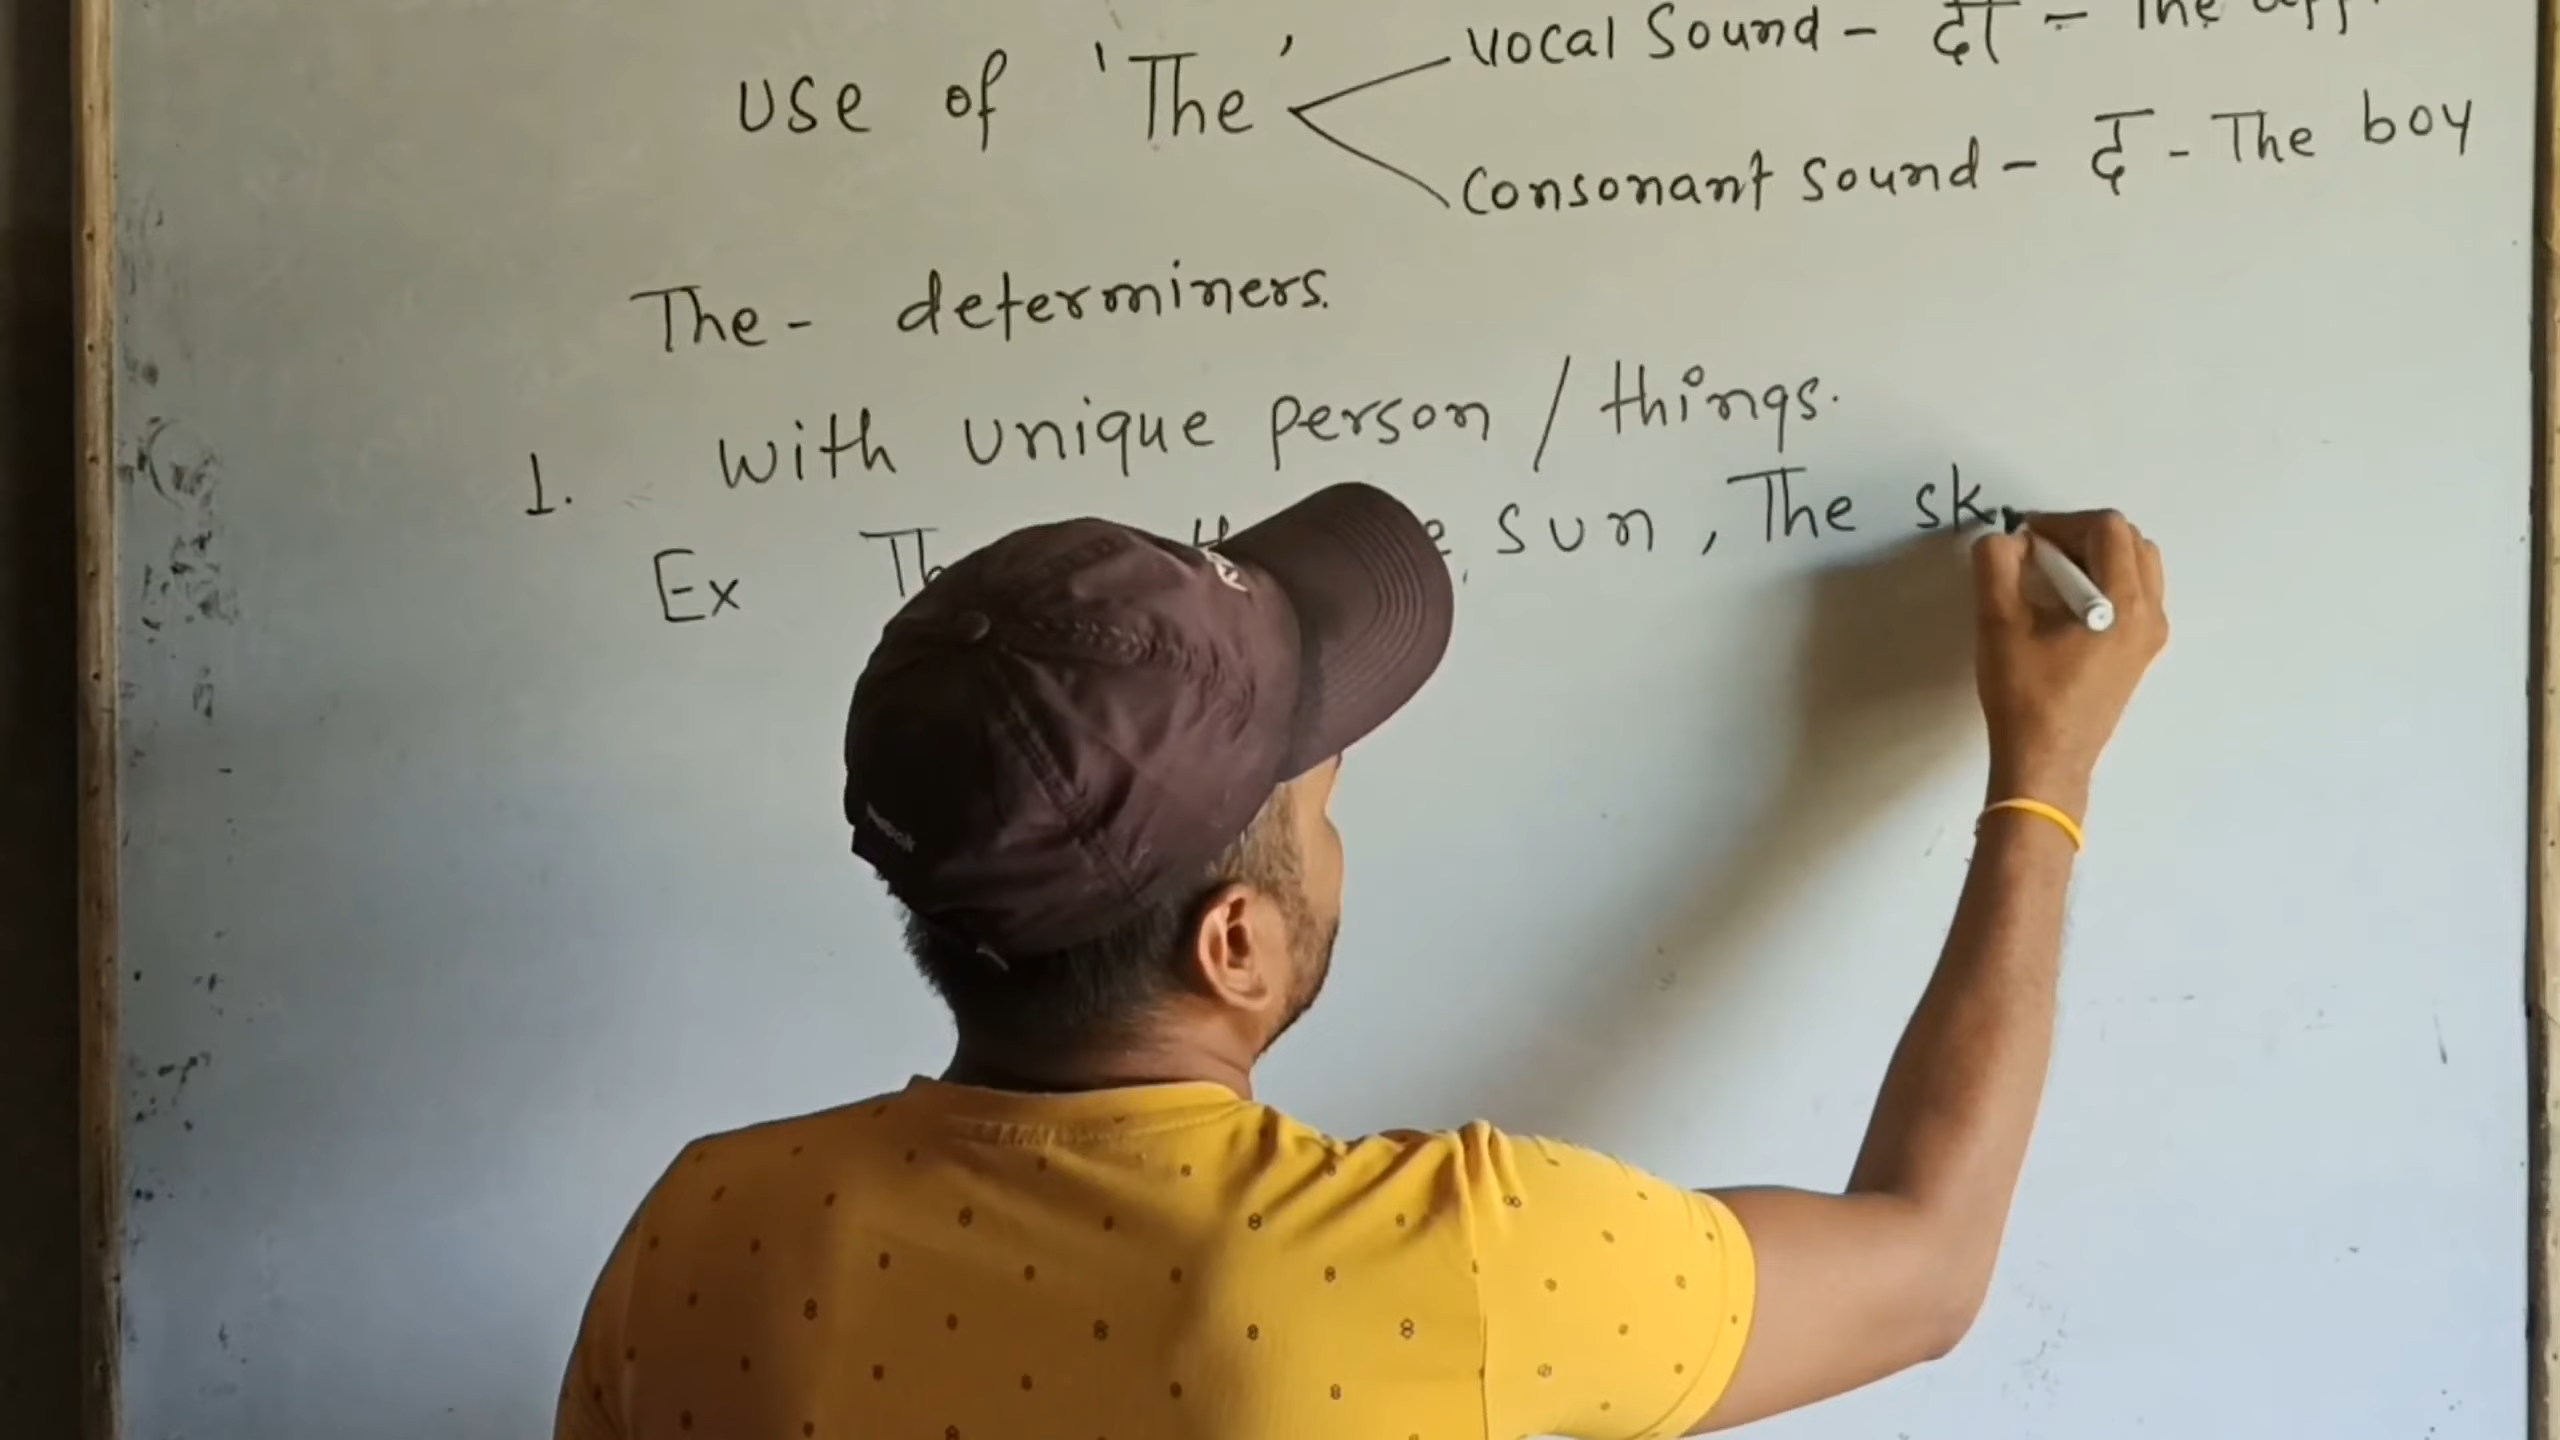 vocal Sound - दी - The
use of 'The'
Consonant Sound - द - The boy
The - determiners.
1. with unique person / things.
Ex sun, The sk